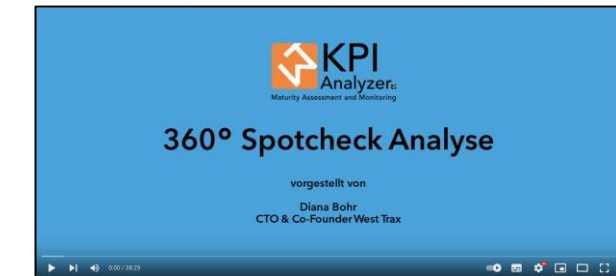 KPI
Analyzer®
Maturity Assessment and Monitoring
360° Spotcheck Analyse
vorgestellt von
Diana Bohr
CTO & Co-Founder West Trax
0:00 / 38:29